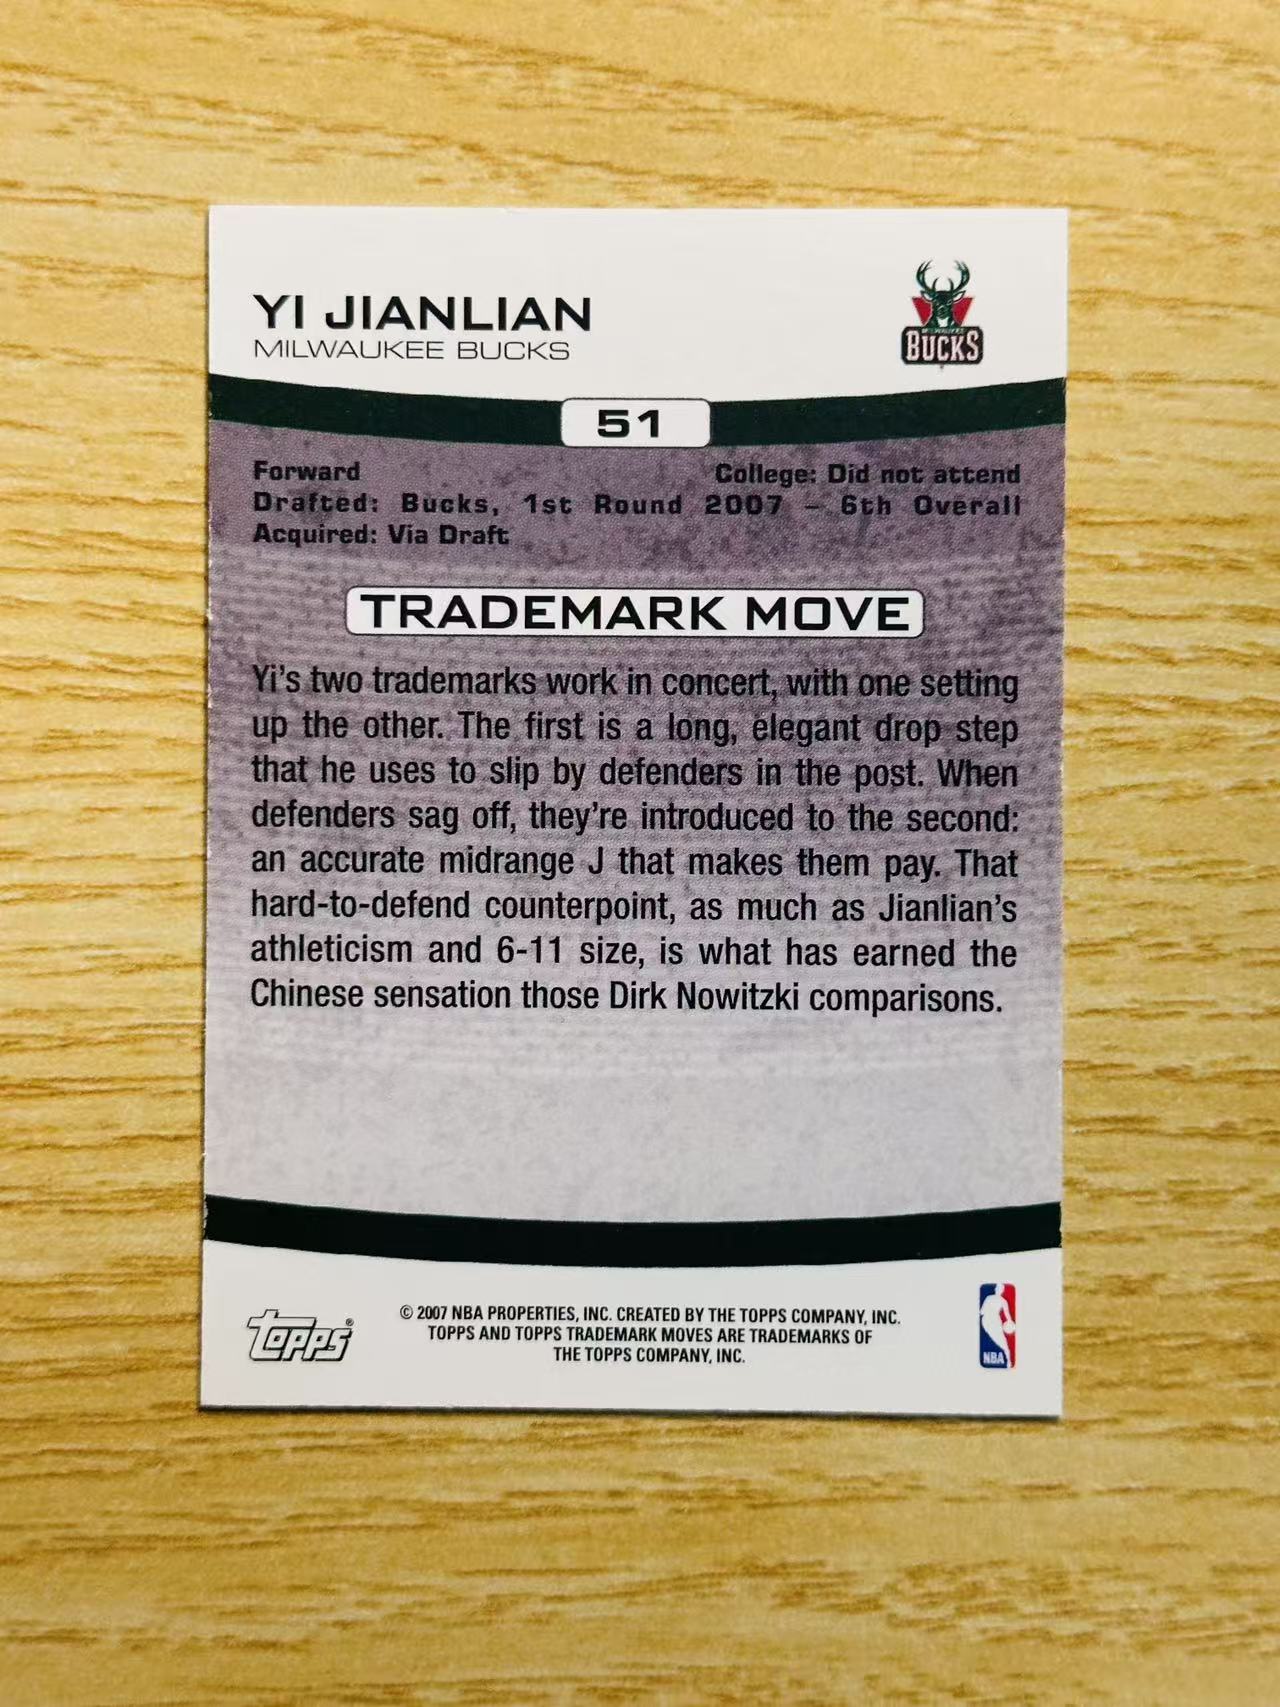 YI JIANLIAN
MILWAUKEE BUCKS
MILWAUKEE
BUCKS
51
Forward College: Did not attend
Drafted: Bucks, 1st Round 2007 – 6th Overall
Acquired: Via Draft
TRADEMARK MOVE
Yi's two trademarks work in concert, with one setting
up the other. The first is a long, elegant drop step
that he uses to slip by defenders in the post. When
defenders sag off, they're introduced to the second:
an accurate midrange J that makes them pay. That
hard-to-defend counterpoint, as much as Jianlian's
athleticism and 6-11 size, is what has earned the
Chinese sensation those Dirk Nowitzki comparisons.
topps®
© 2007 NBA PROPERTIES, INC. CREATED BY THE TOPPS COMPANY, INC.
TOPPS AND TOPPS TRADEMARK MOVES ARE TRADEMARKS OF
THE TOPPS COMPANY, INC.
NBA